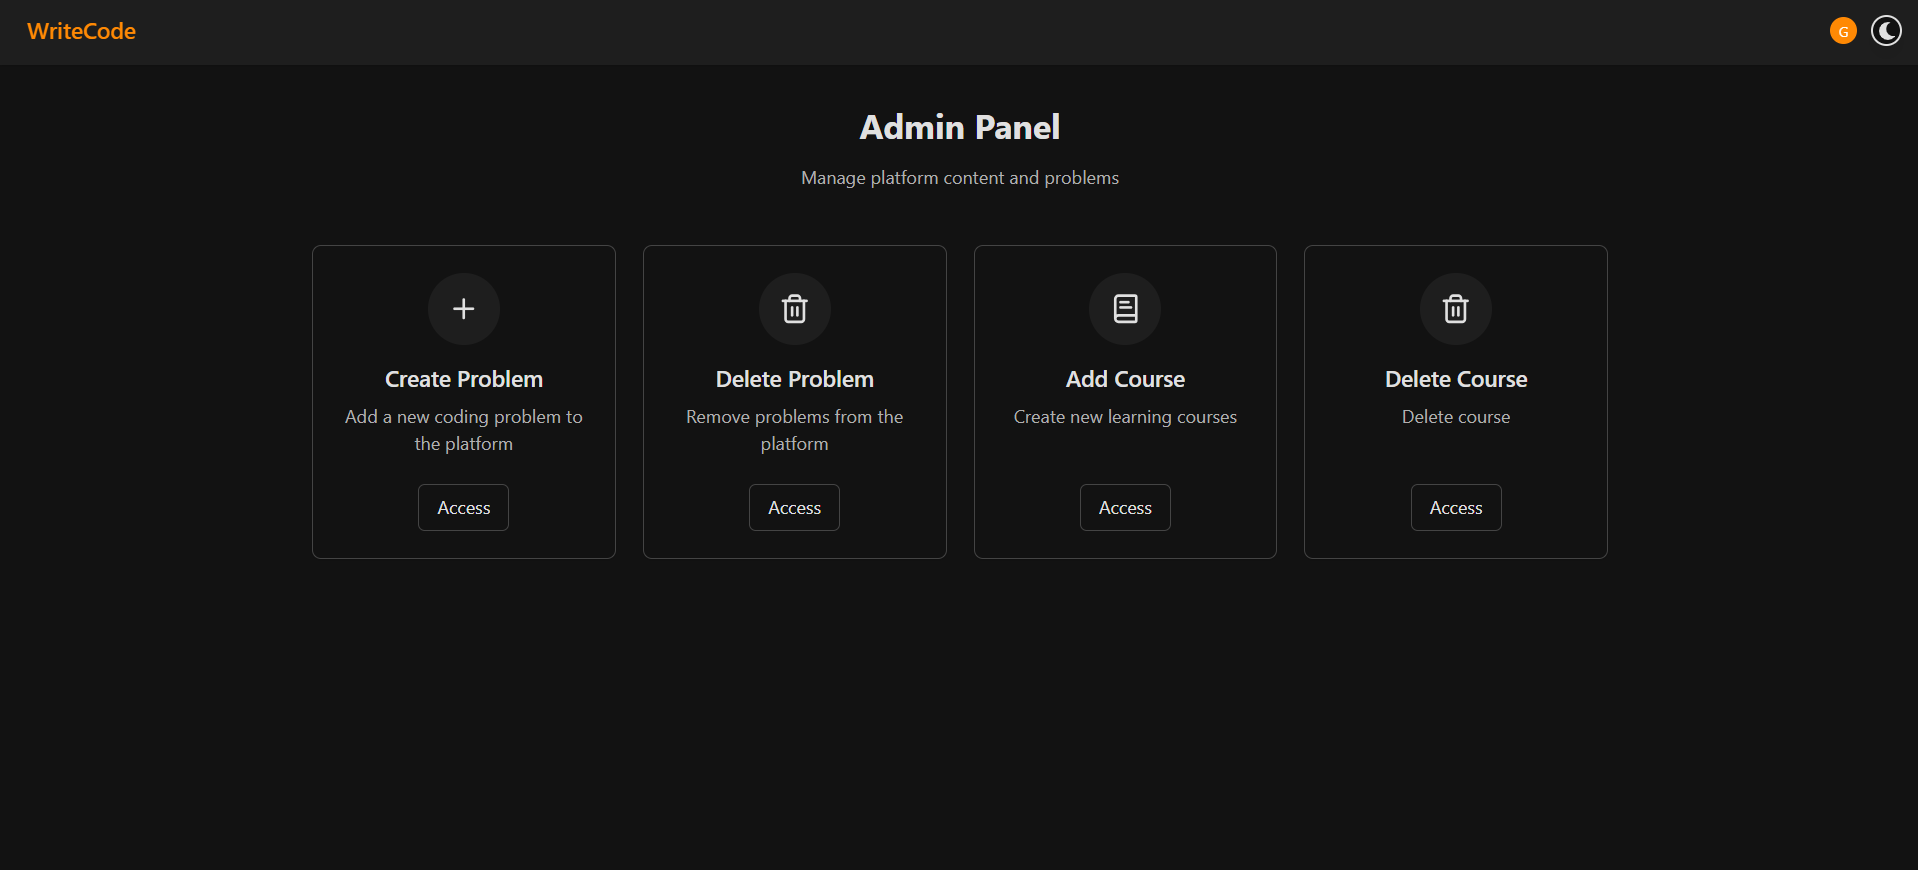 WriteCode
G
Admin Panel
Manage platform content and problems
Create Problem
Add a new coding problem to
the platform
Access
Delete Problem
Remove problems from the
platform
Access
Add Course
Create new learning courses
Access
Delete Course
Delete course
Access